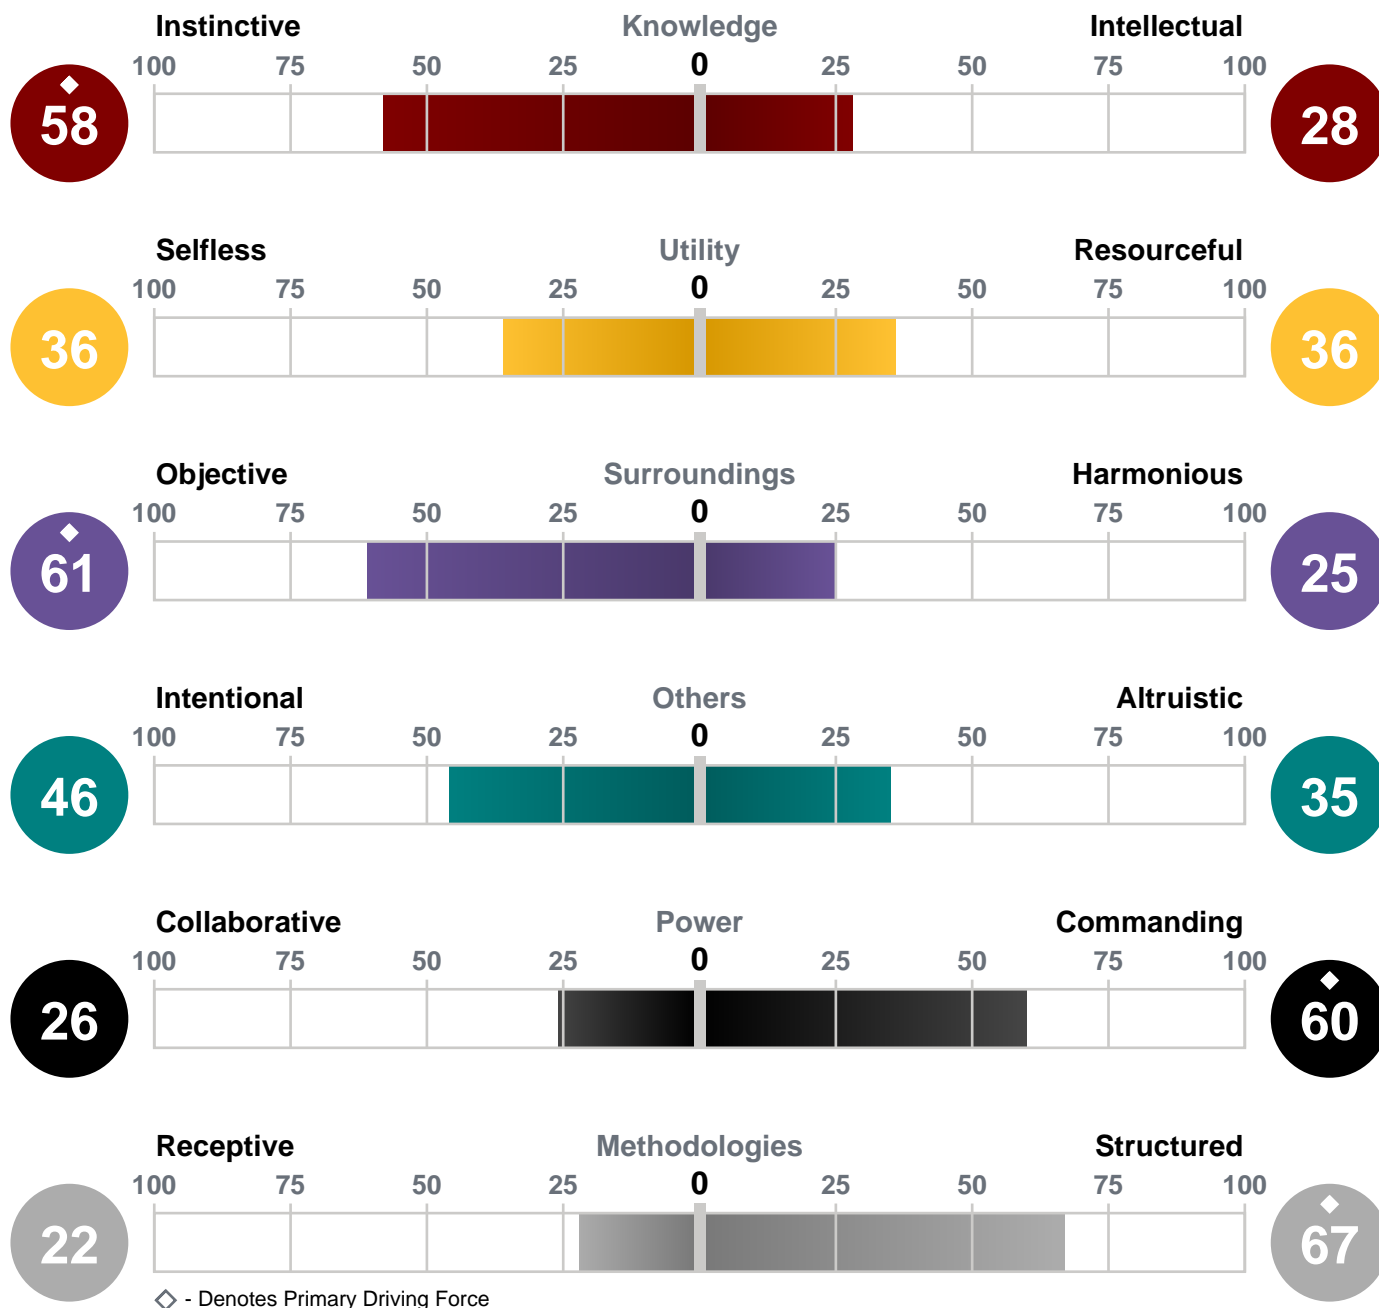 Instinctive Knowledge Intellectual
100 75 50 25 0 25 50 75 100
58 28
Selfless Utility Resourceful
100 75 50 25 0 25 50 75 100
36 36
Objective Surroundings Harmonious
100 75 50 25 0 25 50 75 100
61 25
Intentional Others Altruistic
100 75 50 25 0 25 50 75 100
46 35
Collaborative Power Commanding
100 75 50 25 0 25 50 75 100
26 60
Receptive Methodologies Structured
100 75 50 25 0 25 50 75 100
22 67
- Denotes Primary Driving Force